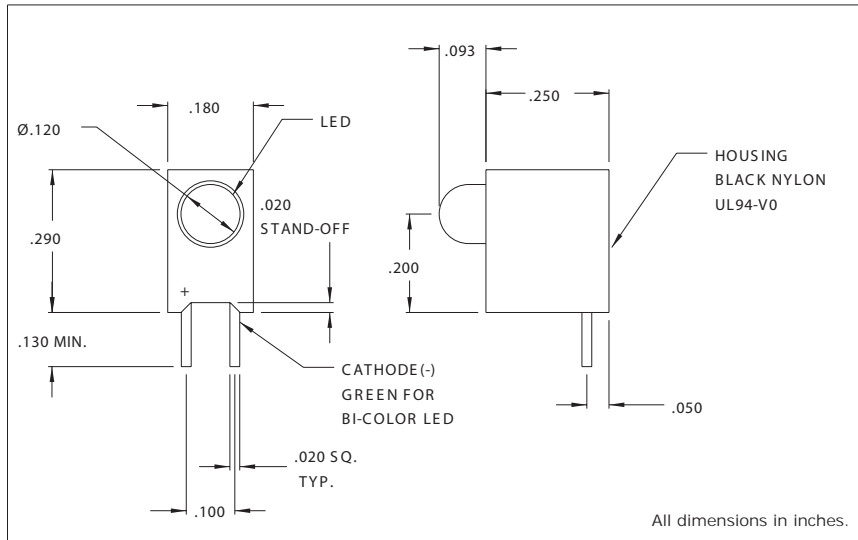 .093
.180
.250
Ø.120
LED
HOUSING
BLACK NYLON
UL94-V0
.020
STAND-OFF
.290
.200
+
.130 MIN.
CATHODE(-)
GREEN FOR
BI-COLOR LED
.050
.020 SQ.
TYP.
.100
All dimensions in inches.